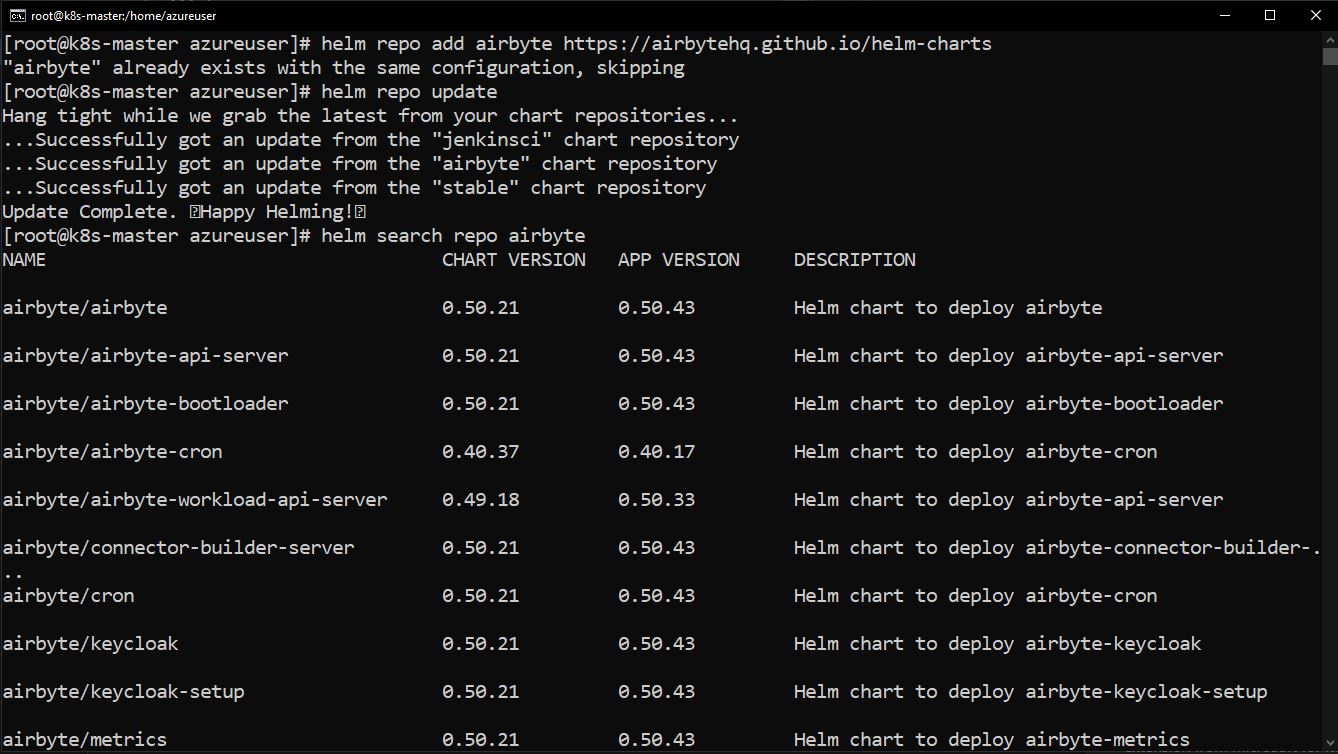 root@k8s-master:/home/azureuser
[root@k8s-master azureuser]# helm repo add airbyte https://airbytehq.github.io/helm-charts
"airbyte" already exists with the same configuration, skipping
[root@k8s-master azureuser]# helm repo update
Hang tight while we grab the latest from your chart repositories...
...Successfully got an update from the "jenkinsci" chart repository
...Successfully got an update from the "airbyte" chart repository
...Successfully got an update from the "stable" chart repository
Update Complete. ⍰Happy Helming!⍰
[root@k8s-master azureuser]# helm search repo airbyte
NAME CHART VERSION APP VERSION DESCRIPTION
airbyte/airbyte 0.50.21 0.50.43 Helm chart to deploy airbyte
airbyte/airbyte-api-server 0.50.21 0.50.43 Helm chart to deploy airbyte-api-server
airbyte/airbyte-bootloader 0.50.21 0.50.43 Helm chart to deploy airbyte-bootloader
airbyte/airbyte-cron 0.40.37 0.40.17 Helm chart to deploy airbyte-cron
airbyte/airbyte-workload-api-server 0.49.18 0.50.33 Helm chart to deploy airbyte-api-server
airbyte/connector-builder-server 0.50.21 0.50.43 Helm chart to deploy airbyte-connector-builder-.
..
airbyte/cron 0.50.21 0.50.43 Helm chart to deploy airbyte-cron
airbyte/keycloak 0.50.21 0.50.43 Helm chart to deploy airbyte-keycloak
airbyte/keycloak-setup 0.50.21 0.50.43 Helm chart to deploy airbyte-keycloak-setup
airbyte/metrics 0.50.21 0.50.43 Helm chart to deploy airbyte-metrics